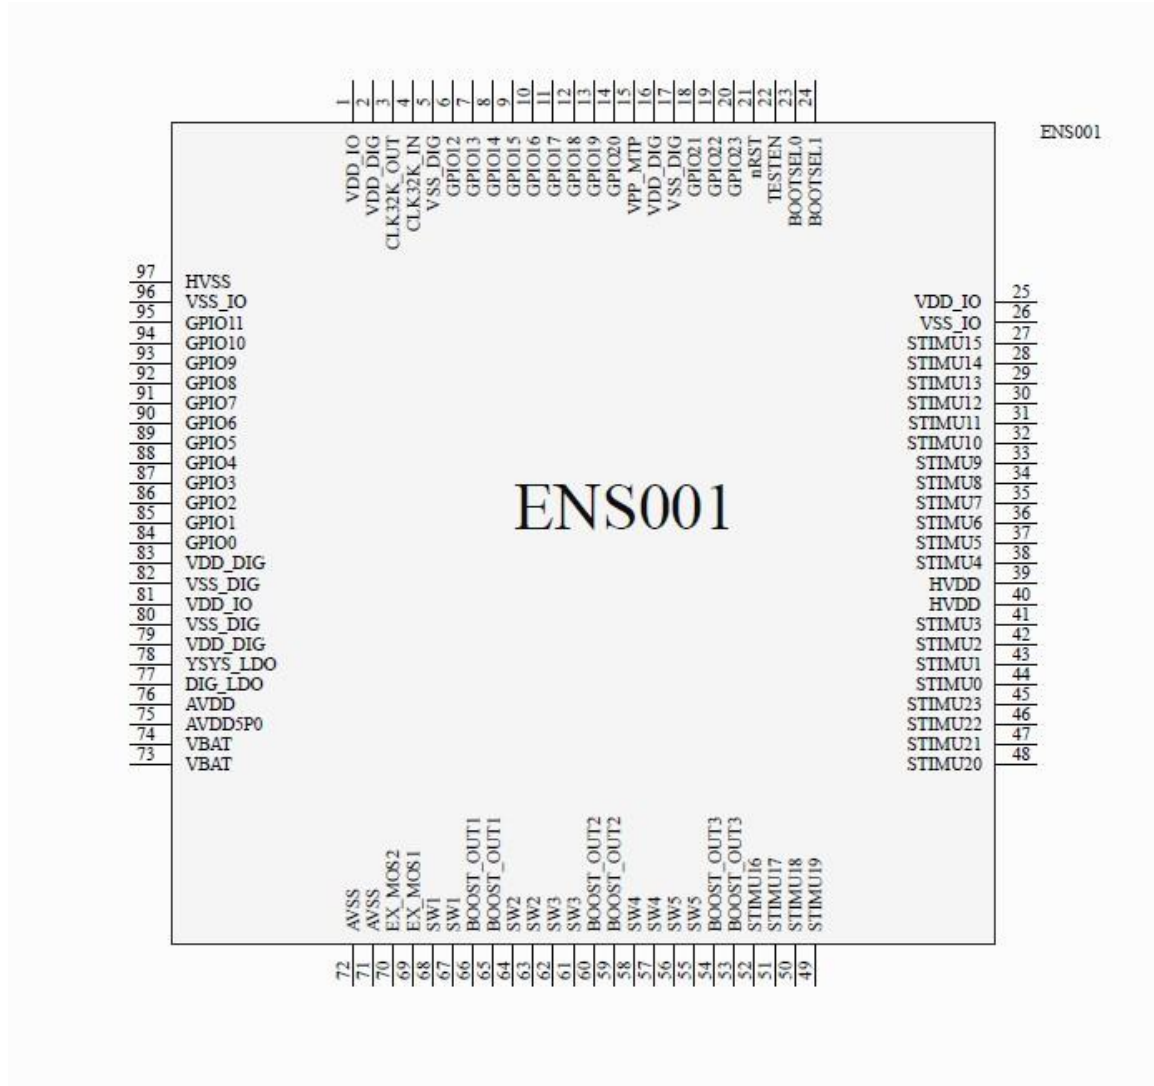 1 2 3 4 5 6 7 8 9 10 11 12 13 14 15 16 17 18 19 20 21 22 23 24
ENS001
VDD_IO
VDD_DIG
CLK32K_OUT
CLK32K_IN
VSS_DIG
GPIO12
GPIO13
GPIO14
GPIO15
GPIO16
GPIO17
GPIO18
GPIO19
GPIO20
VPP_MTP
VDD_DIG
VSS_DIG
GPIO21
GPIO22
GPIO23
nRST
TESTEN
BOOTSEL0
BOOTSEL1
97 HVSS
96 VSS_IO
95 GPIO11
94 GPIO10
93 GPIO9
92 GPIO8
91 GPIO7
90 GPIO6
89 GPIO5
88 GPIO4
87 GPIO3
86 GPIO2
85 GPIO1
84 GPIO0
83 VDD_DIG
82 VSS_DIG
81 VDD_IO
80 VSS_DIG
79 VDD_DIG
78 YSYS_LDO
77 DIG_LDO
76 AVDD
75 AVDD5P0
74 VBAT
73 VBAT
ENS001
VDD_IO 25
VSS_IO 26
STIMU15 27
STIMU14 28
STIMU13 29
STIMU12 30
STIMU11 31
STIMU10 32
STIMU9 33
STIMU8 34
STIMU7 35
STIMU6 36
STIMU5 37
STIMU4 38
HVDD 39
HVDD 40
STIMU3 41
STIMU2 42
STIMU1 43
STIMU0 44
STIMU23 45
STIMU22 46
STIMU21 47
STIMU20 48
AVSS
AVSS
EX_MOS2
EX_MOS1
SW1
SW1
BOOST_OUT1
BOOST_OUT1
SW2
SW2
SW3
SW3
BOOST_OUT2
BOOST_OUT2
SW4
SW4
SW5
SW5
BOOST_OUT3
BOOST_OUT3
STIMU16
STIMU17
STIMU18
STIMU19
72 71 70 69 68 67 66 65 64 63 62 61 60 59 58 57 56 55 54 53 52 51 50 49